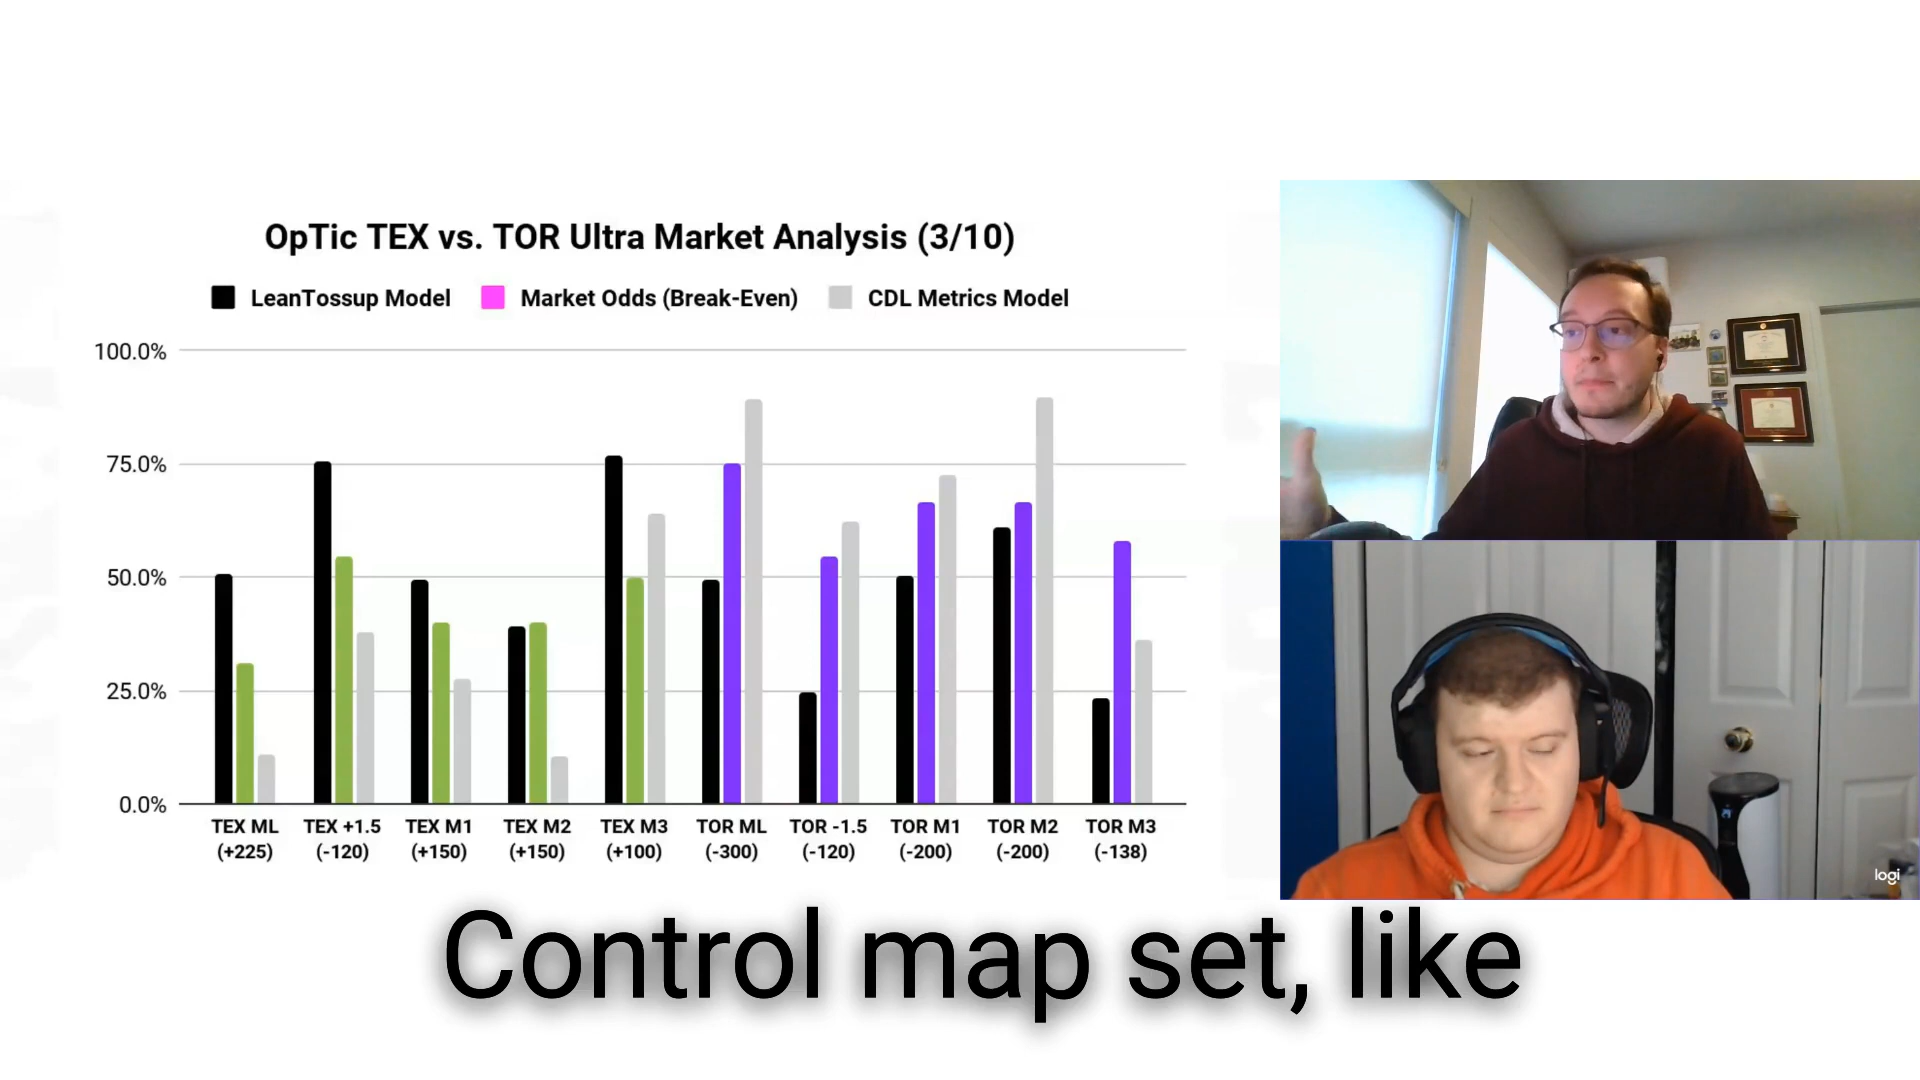 OpTic TEX vs. TOR Ultra Market Analysis (3/10)
LeanTossup Model Market Odds (Break-Even) CDL Metrics Model
100.0%
75.0%
50.0%
25.0%
0.0%
TEX ML TEX +1.5 TEX M1 TEX M2 TEX M3 TOR ML TOR -1.5 TOR M1 TOR M2 TOR M3
(+225) (-120) (+150) (+150) (+100) (-300) (-120) (-200) (-200) (-138)
logi
Control map set, like